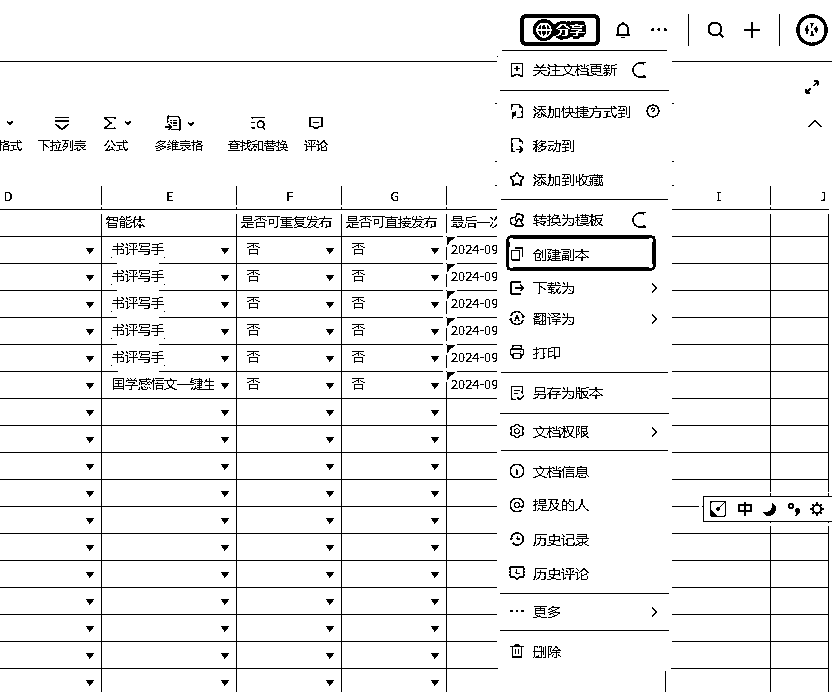 分享
格式 下拉列表 公式 多维表格 查找和替换 评论
D E F G I J
智能体 是否可重复发布 是否可直接发布 最后一次
书评写手 否 否 2024-09
书评写手 否 否 2024-09
书评写手 否 否 2024-09
书评写手 否 否 2024-09
书评写手 否 否 2024-09
国学感悟文一键生 否 否 2024-09
关注文档更新
添加快捷方式到
移动到
添加到收藏
转换为模板
创建副本
下载为
翻译为
打印
另存为版本
文档权限
文档信息
提及的人
历史记录
历史评论
更多
删除
中